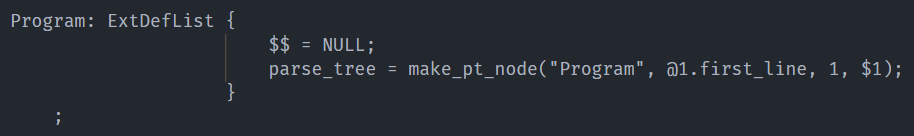 Program: ExtDefList {
$$ = NULL;
parse_tree = make_pt_node("Program", @1.first_line, 1, $1);
}
;